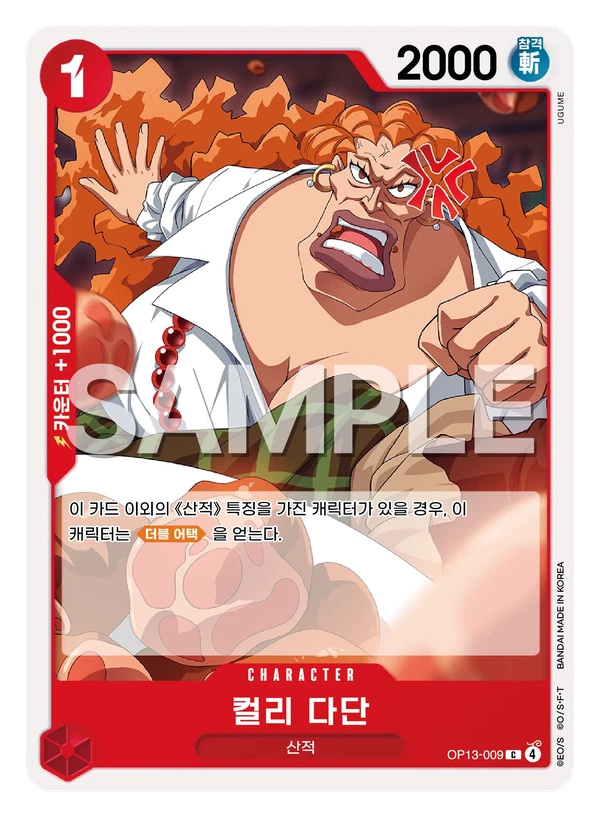 1
2000
참격
斬
UGUME
⚡카운터 +1000
SAMPLE
이 카드 이외의 《산적》 특징을 가진 캐릭터가 있을 경우, 이
캐릭터는 더블 어택 을 얻는다.
CHARACTER
컬리 다단
산적
OP13-009 C 4
©EO/S ©O/S·F·T BANDAI MADE IN KOREA